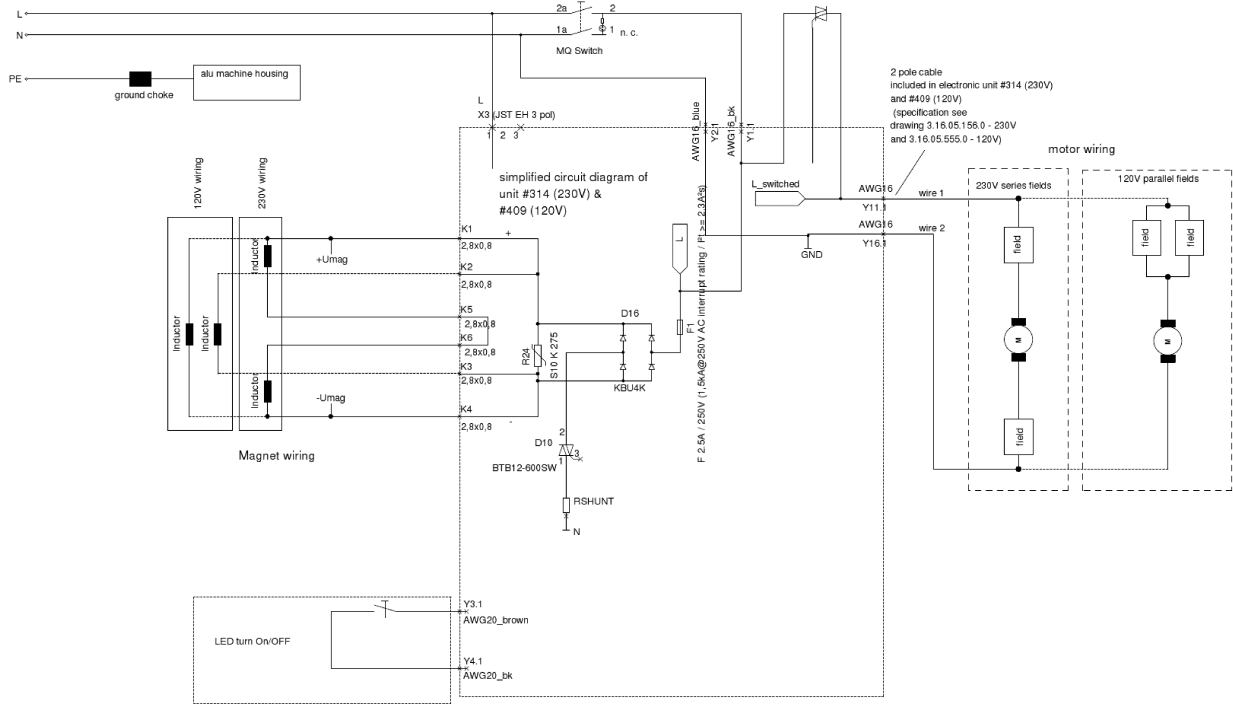 L
N
PE
ground choke
alu machine housing
2a
2
1a
1
n. c.
MQ Switch
L
X3 (JST EH 3 pol)
1 2 3
AWG16_blue
Y2.1
AWG16_bk
Y1.1
2 pole cable
included in electronic unit #314 (230V)
and #409 (120V)
(specification see
drawing 3.16.05.156.0 - 230V
and 3.16.05.555.0 - 120V)
motor wiring
120V wiring
230V wiring
simplified circuit diagram of
unit #314 (230V) &
#409 (120V)
L_switched
AWG16
Y11.1
wire 1
AWG16
Y16.1
wire 2
GND
230V series fields
120V parallel fields
field
field
field
field
M
M
K1
2,8x0,8
+
K2
2,8x0,8
K5
2,8x0,8
K6
2,8x0,8
K3
2,8x0,8
K4
2,8x0,8
-
+Umag
-Umag
Inductor
Inductor
Inductor
Inductor
Magnet wiring
R24
S10 K 275
D16
KBU4K
L
F1
F 2.5A / 250V (1,5kA@250V AC interrupt rating / I²t >= 2.3A²s)
2
D10
1
3
BTB12-600SW
RSHUNT
N
LED turn On/OFF
Y3.1
AWG20_brown
Y4.1
AWG20_bk